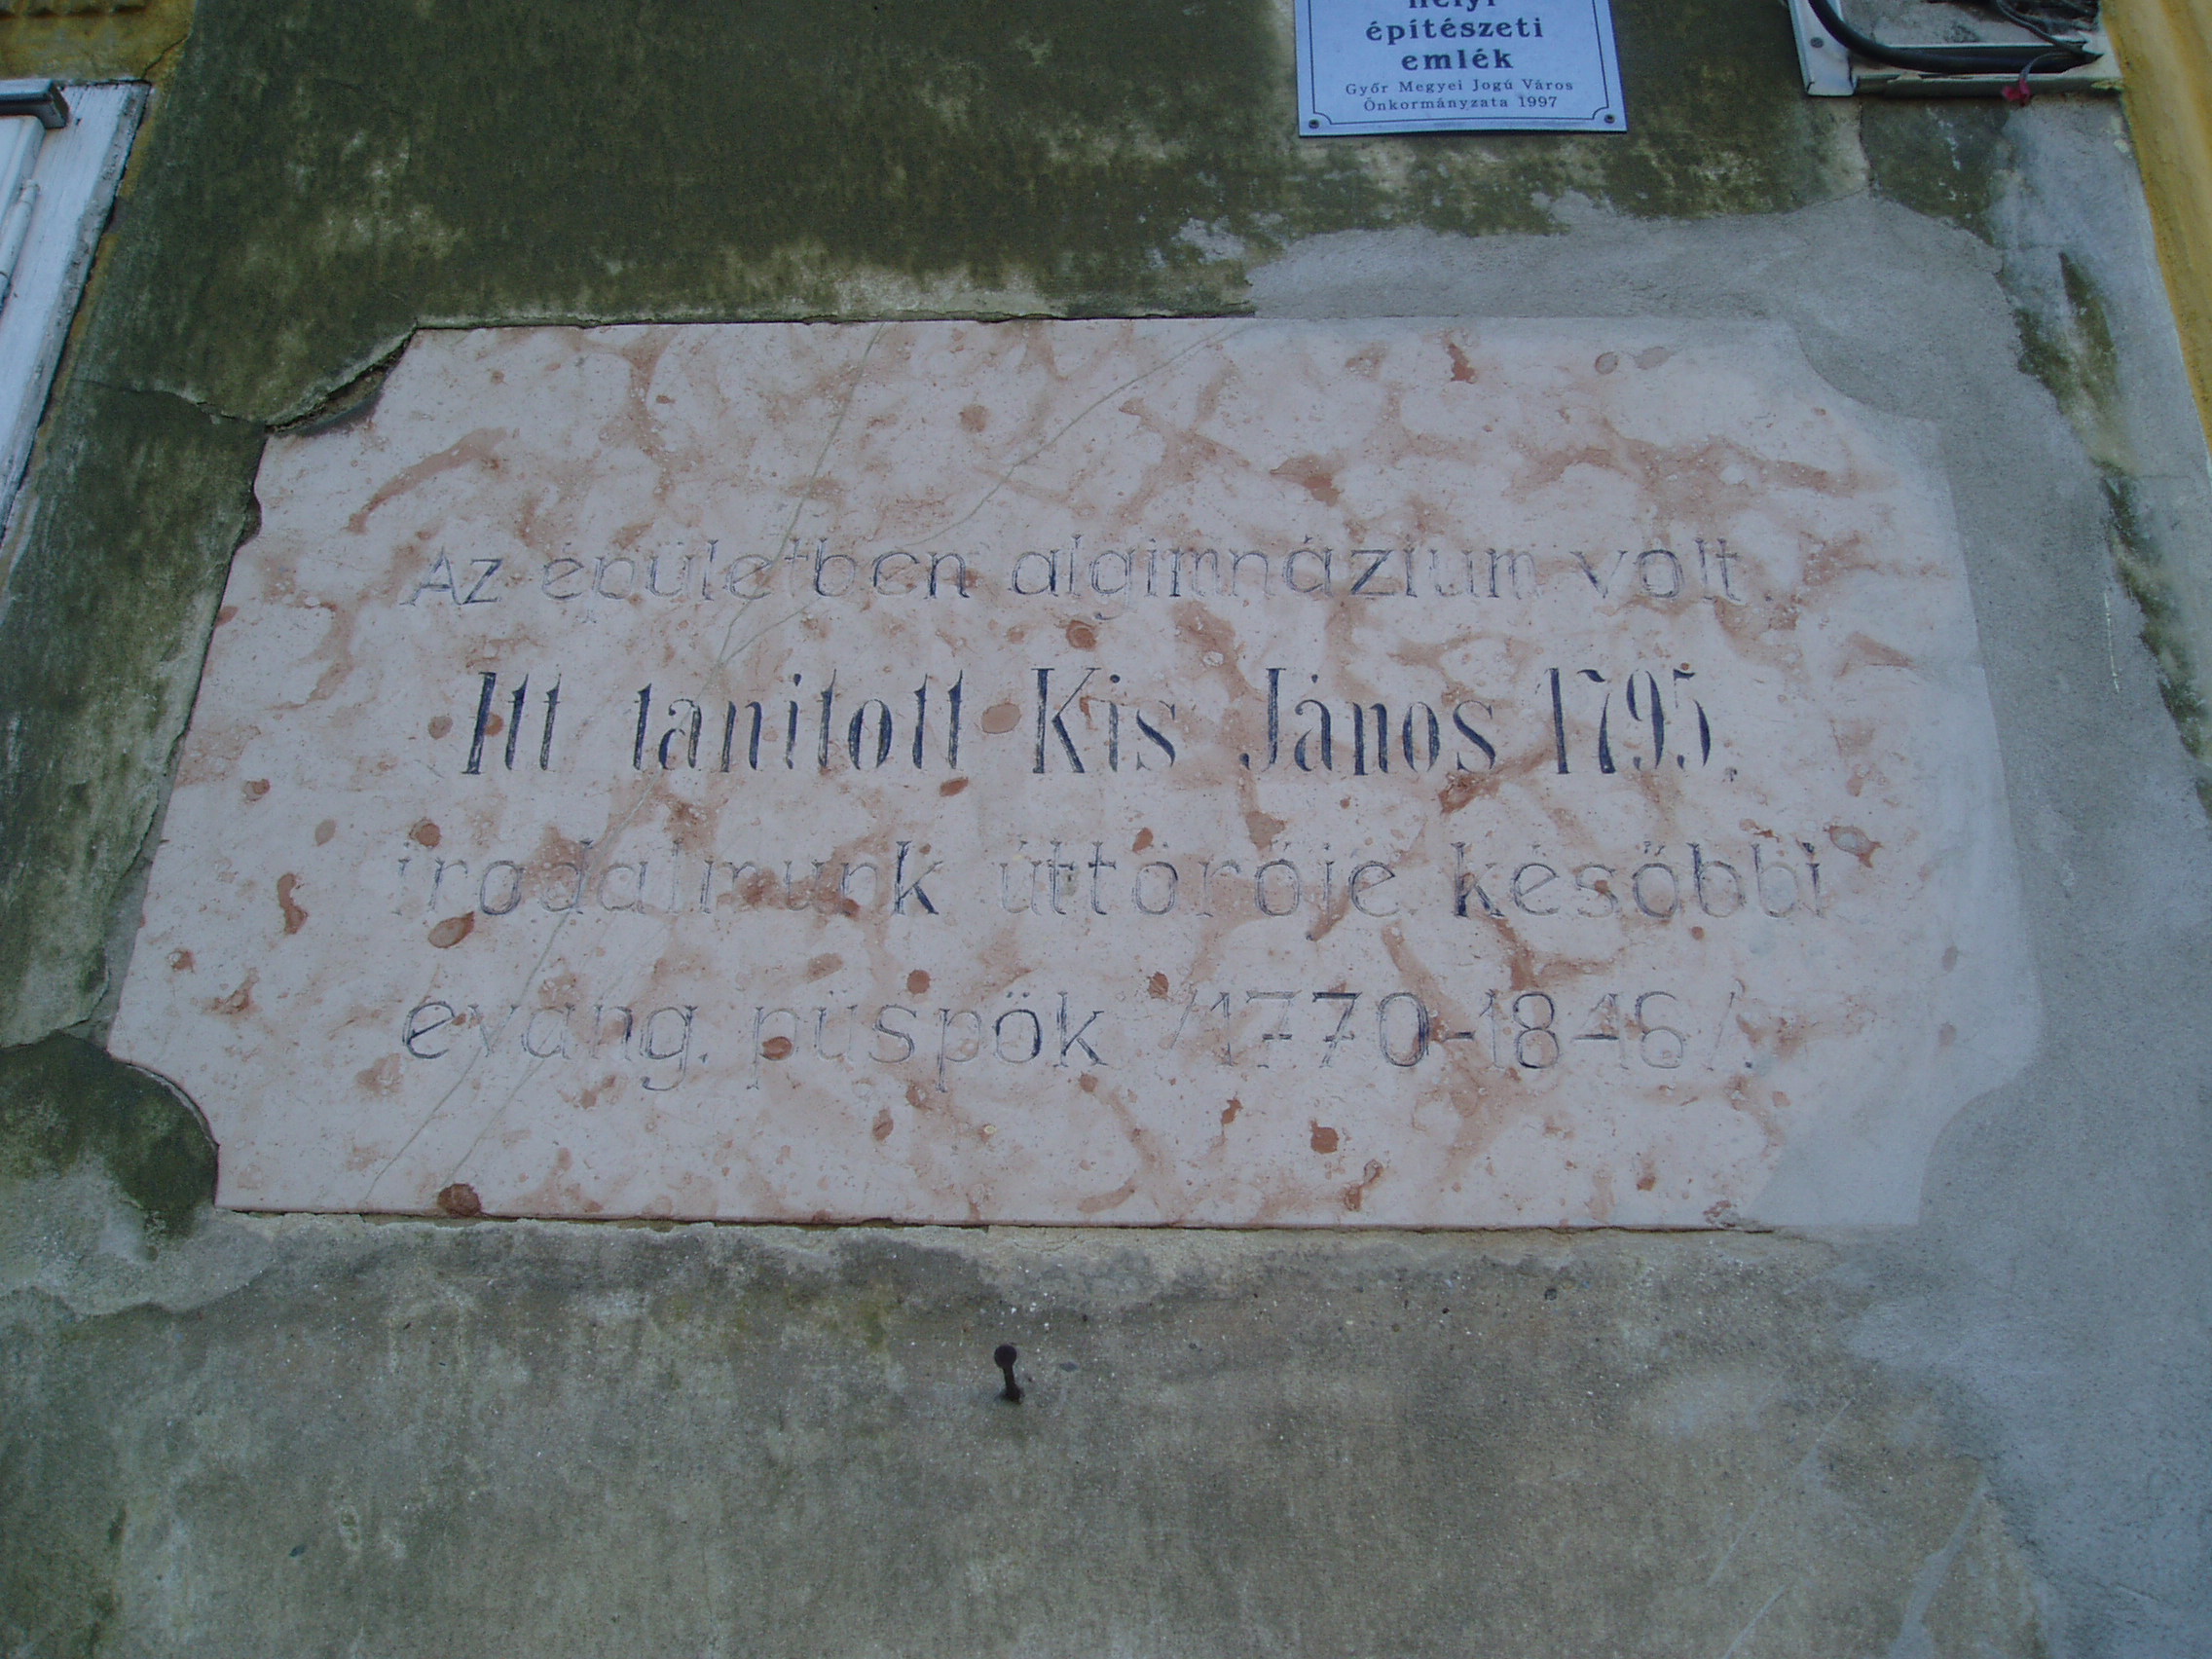 helyi
építészeti
emlék
Győr Megyei Jogú Város
Önkormányzata 1997
Az épületben algimnázium volt.
Itt tanitott Kis János 1795.
irodalmunk úttörője, későbbi
evang. püspök /1770-1846/.